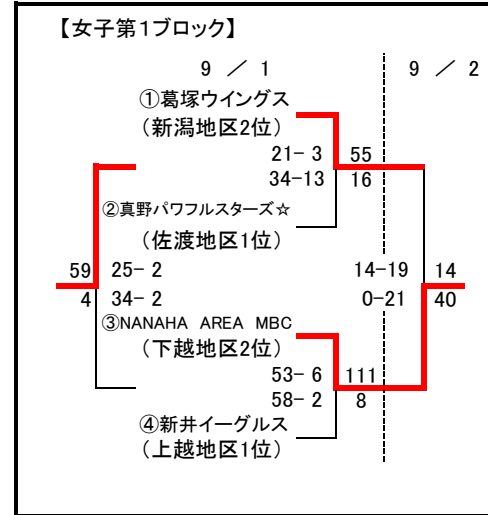 【女子第1ブロック】
9 ／ 1
9 ／ 2
①葛塚ウイングス
(新潟地区2位)
21- 3 55
34-13 16
②真野パワフルスターズ☆
(佐渡地区1位)
59 25- 2 14-19 14
4 34- 2 0-21 40
③NANAHA AREA MBC
(下越地区2位)
53- 6 111
58- 2 8
④新井イーグルス
(上越地区1位)